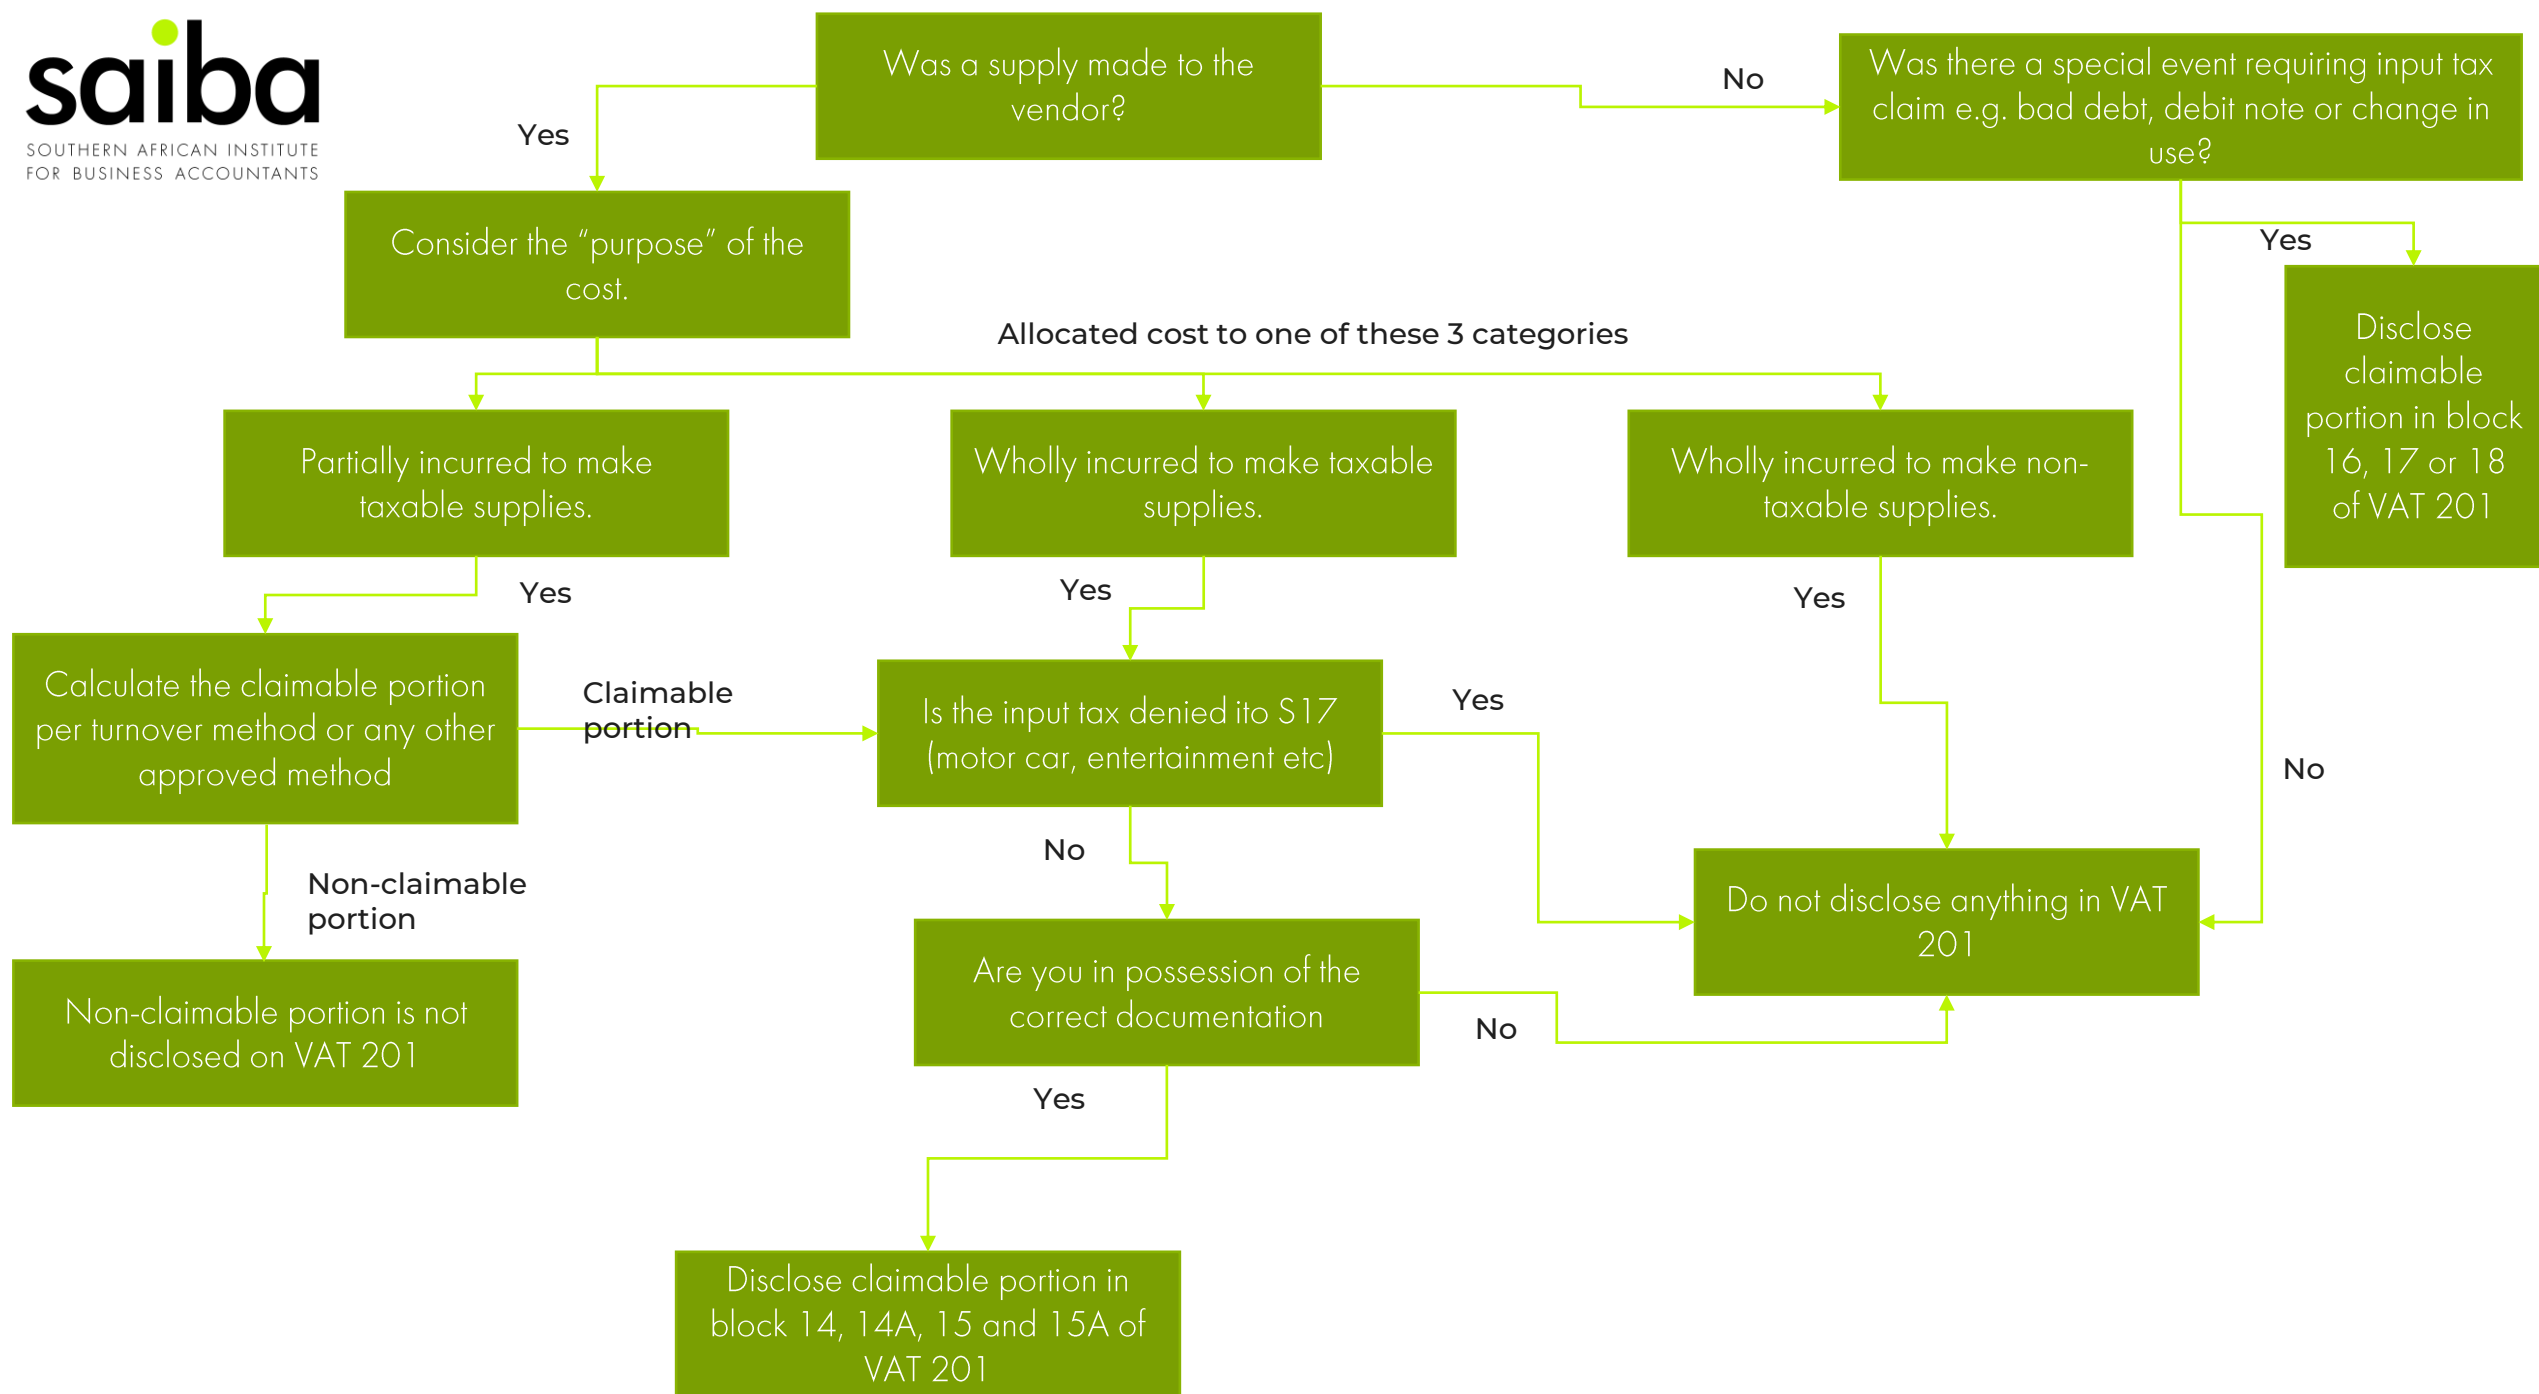 saiba
SOUTHERN AFRICAN INSTITUTE
FOR BUSINESS ACCOUNTANTS
Was a supply made to the
vendor?
No
Was there a special event requiring input tax
claim e.g. bad debt, debit note or change in
use?
Yes
Consider the “purpose” of the
cost.
Yes
Disclose
claimable
portion in block
16, 17 or 18
of VAT 201
Allocated cost to one of these 3 categories
Partially incurred to make
taxable supplies.
Wholly incurred to make taxable
supplies.
Wholly incurred to make non-
taxable supplies.
Yes
Yes
Yes
Calculate the claimable portion
per turnover method or any other
approved method
Claimable
portion
Is the input tax denied ito S17
(motor car, entertainment etc)
Yes
No
No
Non-claimable
portion
Do not disclose anything in VAT
201
Non-claimable portion is not
disclosed on VAT 201
Are you in possession of the
correct documentation
No
Yes
Disclose claimable portion in
block 14, 14A, 15 and 15A of
VAT 201